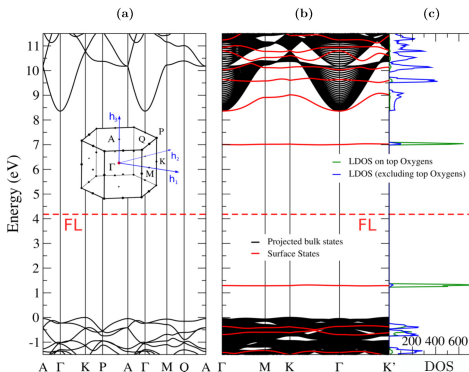 (a)
(b)
(c)
Energy (eV)
11
10
9
8
7
6
5
4
3
2
1
0
-1
h3
P
A
Q
h2
Γ
K
M
h1
FL
FL
LDOS on top Oxygens
LDOS (excluding top Oxygens)
Projected bulk states
Surface States
200 400 600
A Γ K P A Γ M Q A
Γ M K Γ K'
DOS